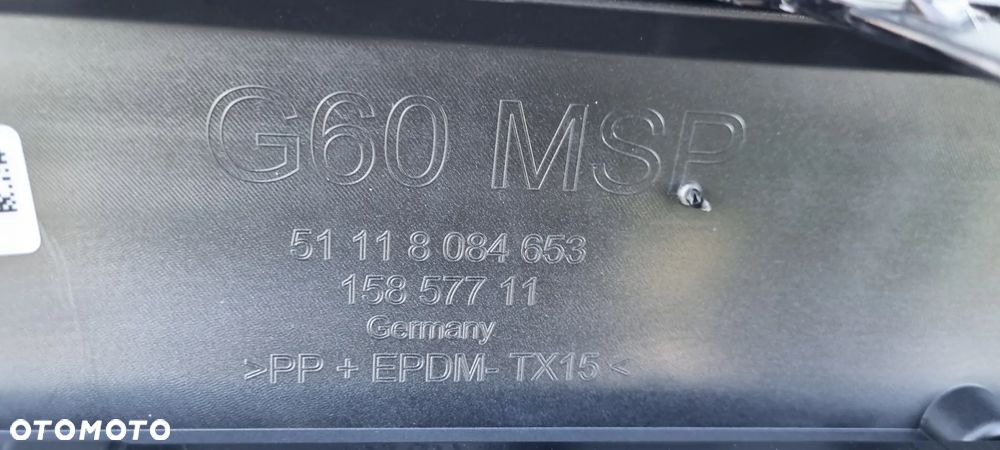 G60 MSP
51 11 8 084 653
158 577 11
Germany
>PP + EPDM- TX15<
OTOMOTO